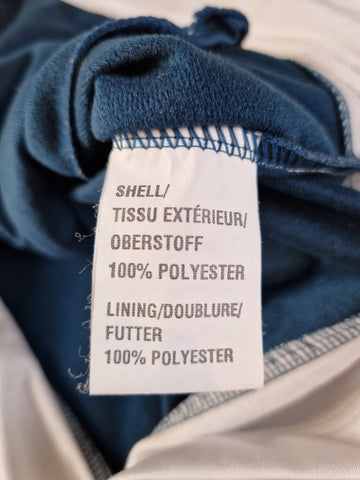 SHELL/
TISSU EXTÉRIEUR/
OBERSTOFF
100% POLYESTER
LINING/DOUBLURE/
FUTTER
100% POLYESTER